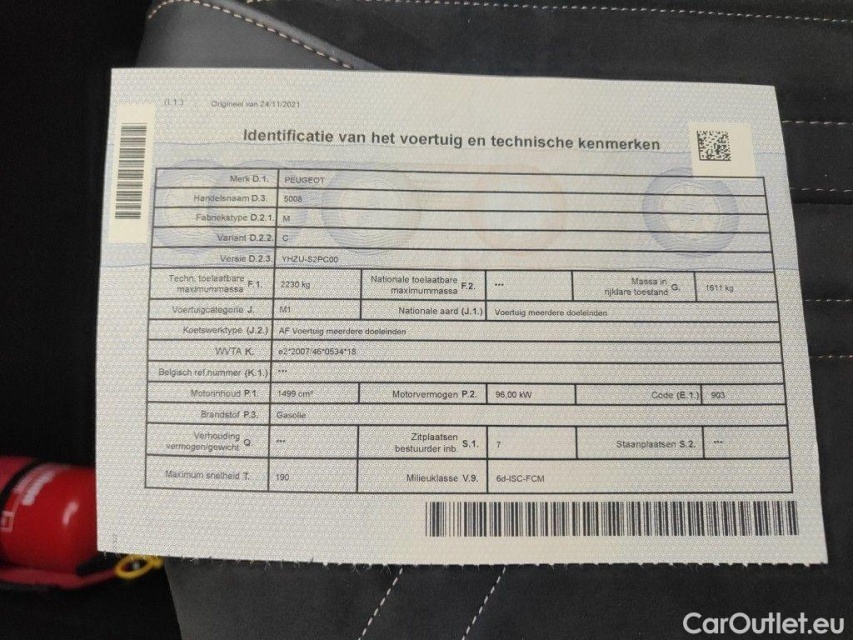 (I.1.) Origineel van 24/11/2021
Identificatie van het voertuig en technische kenmerken
Merk D.1. PEUGEOT
Handelsnaam D.3. 5008
Fabriekstype D.2.1. M
Variant D.2.2. C
Versie D.2.3. YHZU-S2PC00
Techn. toelaatbare maximummassa F.1. 2230 kg Nationale toelaatbare maximummassa F.2. *** Massa in rijklare toestand G. 1611 kg
Voertuigcategorie J. M1 Nationale aard (J.1.) Voertuig meerdere doeleinden
Koetswerktype (J.2.) AF Voertuig meerdere doeleinden
WVTA K. e2*2007/46*0534*18
Belgisch ref.nummer (K.1.) ***
Motorinhoud P.1. 1499 cm³ Motorvermogen P.2. 96,00 kW Code (E.1.) 903
Brandstof P.3. Gasolie
Verhouding vermogen/gewicht Q. *** Zitplaatsen bestuurder inb. S.1. 7 Staanplaatsen S.2. ***
Maximum snelheid T. 190 Milieuklasse V.9. 6d-ISC-FCM
CarOutlet.eu